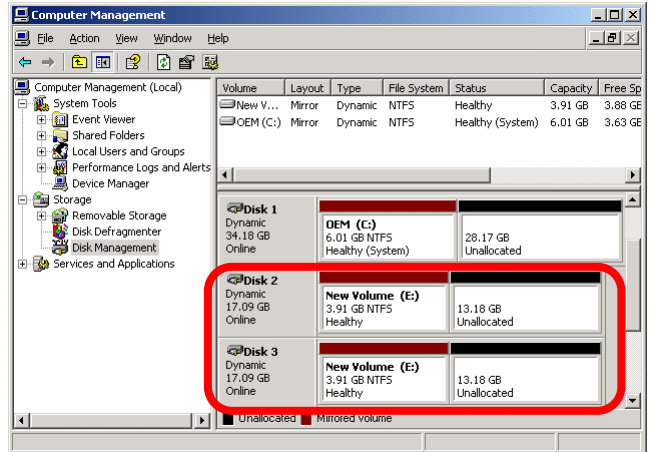 Computer Management
File Action View Window Help
Computer Management (Local)
System Tools
Event Viewer
Shared Folders
Local Users and Groups
Performance Logs and Alerts
Device Manager
Storage
Removable Storage
Disk Defragmenter
Disk Management
Services and Applications
Volume Layout Type File System Status Capacity Free Sp
New V... Mirror Dynamic NTFS Healthy 3.91 GB 3.88 GE
OEM (C:) Mirror Dynamic NTFS Healthy (System) 6.01 GB 3.63 GE
Disk 1
Dynamic
34.18 GB
Online
OEM (C:)
6.01 GB NTFS
Healthy (System)
28.17 GB
Unallocated
Disk 2
Dynamic
17.09 GB
Online
New Volume (E:)
3.91 GB NTFS
Healthy
13.18 GB
Unallocated
Disk 3
Dynamic
17.09 GB
Online
New Volume (E:)
3.91 GB NTFS
Healthy
13.18 GB
Unallocated
Unallocated Mirrored volume